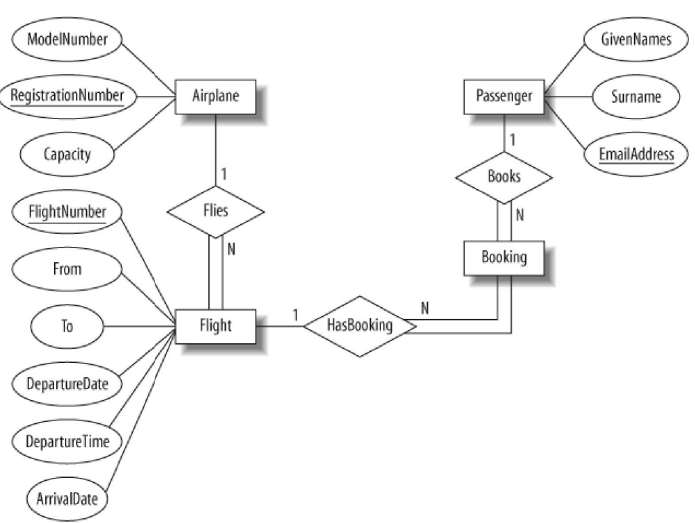 ModelNumber
GivenNames
RegistrationNumber
Airplane
Passenger
Surname
Capacity
1
1
EmailAddress
Books
FlightNumber
Flies
N
N
From
Booking
To
Flight
1
HasBooking
N
DepartureDate
DepartureTime
ArrivalDate